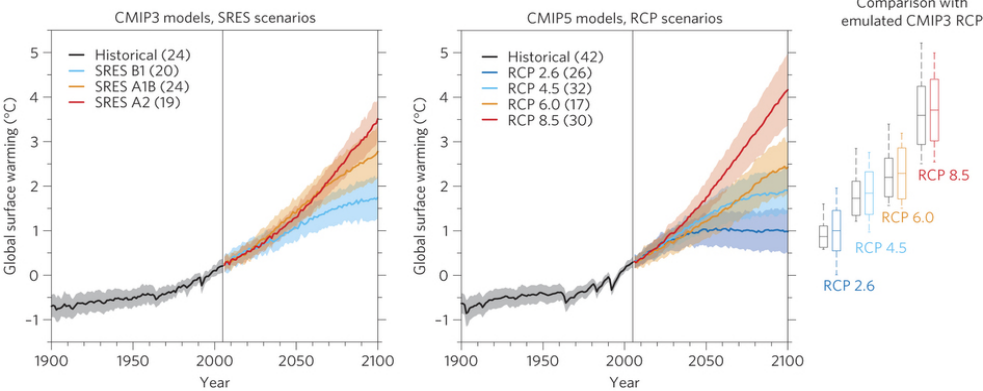 CMIP3 models, SRES scenarios
Global surface warming (°C)
5
4
3
2
1
0
−1
Historical (24)
SRES B1 (20)
SRES A1B (24)
SRES A2 (19)
1900
1950
2000
2050
2100
Year
CMIP5 models, RCP scenarios
Global surface warming (°C)
5
4
3
2
1
0
−1
Historical (42)
RCP 2.6 (26)
RCP 4.5 (32)
RCP 6.0 (17)
RCP 8.5 (30)
1900
1950
2000
2050
2100
Year
Comparison with
emulated CMIP3 RCP
RCP 8.5
RCP 6.0
RCP 4.5
RCP 2.6